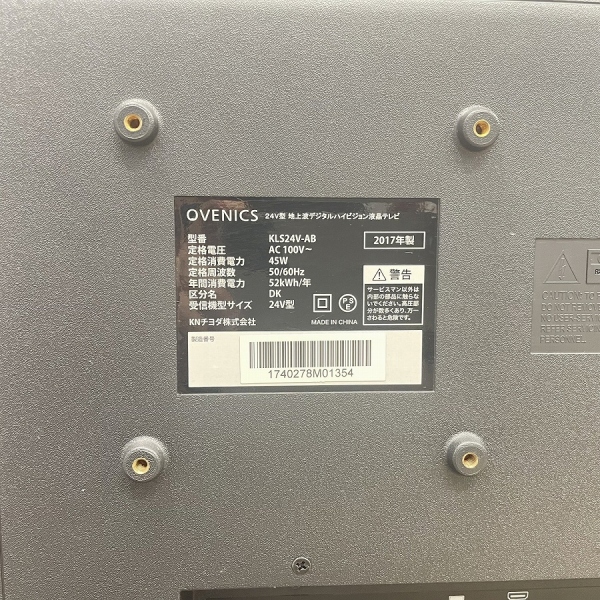 OVENICS 24V型 地上波デジタルハイビジョン液晶テレビ
型番 KLS24V-AB 2017年製
定格電圧 AC 100V～
定格消費電力 45W
定格周波数 50/60Hz
年間消費電力 52kWh/年
区分名 DK
受信機型サイズ 24V型
KNチヨダ株式会社
⚠警告
サービスマン以外は
内部の部品に触らな
いでください。高圧部
分が数多くあり、万一
さわると危険です。
PSE
MADE IN CHINA
製造番号
1740278M01354
PERSONNEL.